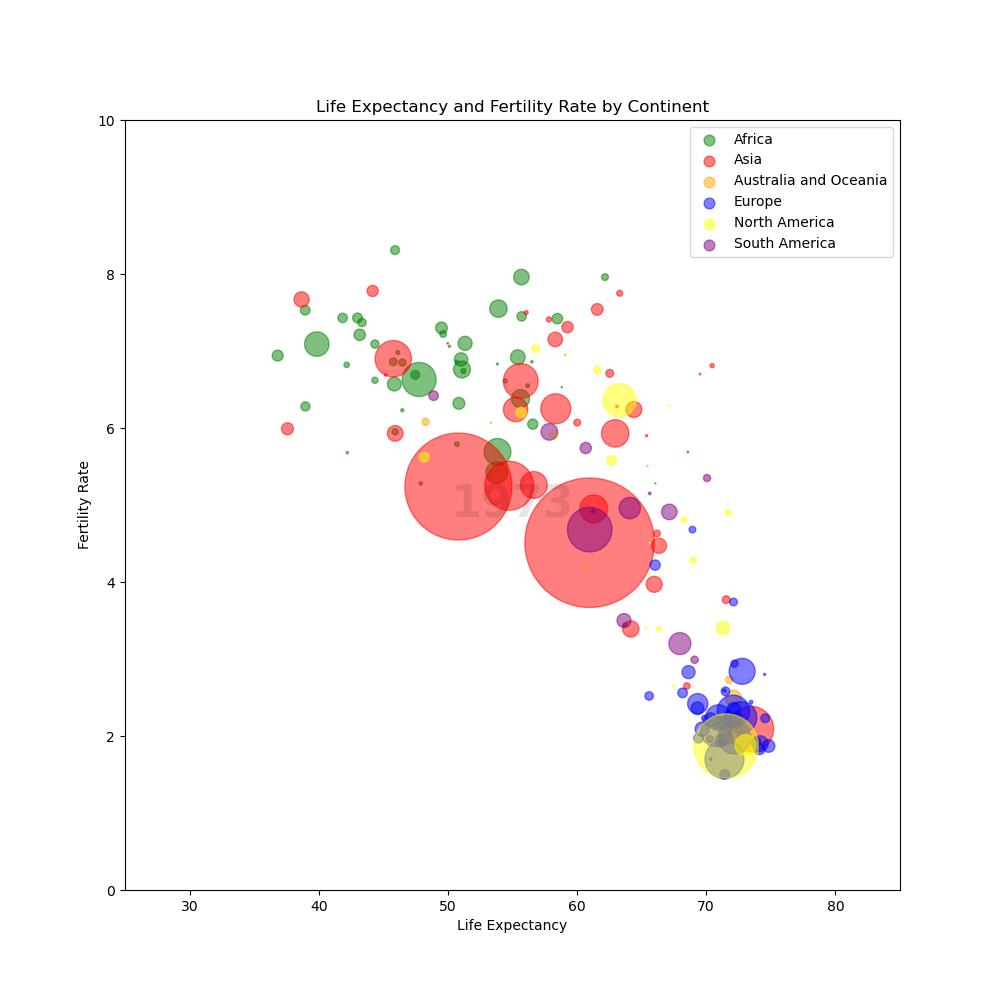 Life Expectancy and Fertility Rate by Continent
10
8
6
4
2
0
Fertility Rate
Africa
Asia
Australia and Oceania
Europe
North America
South America
1973
30 40 50 60 70 80
Life Expectancy